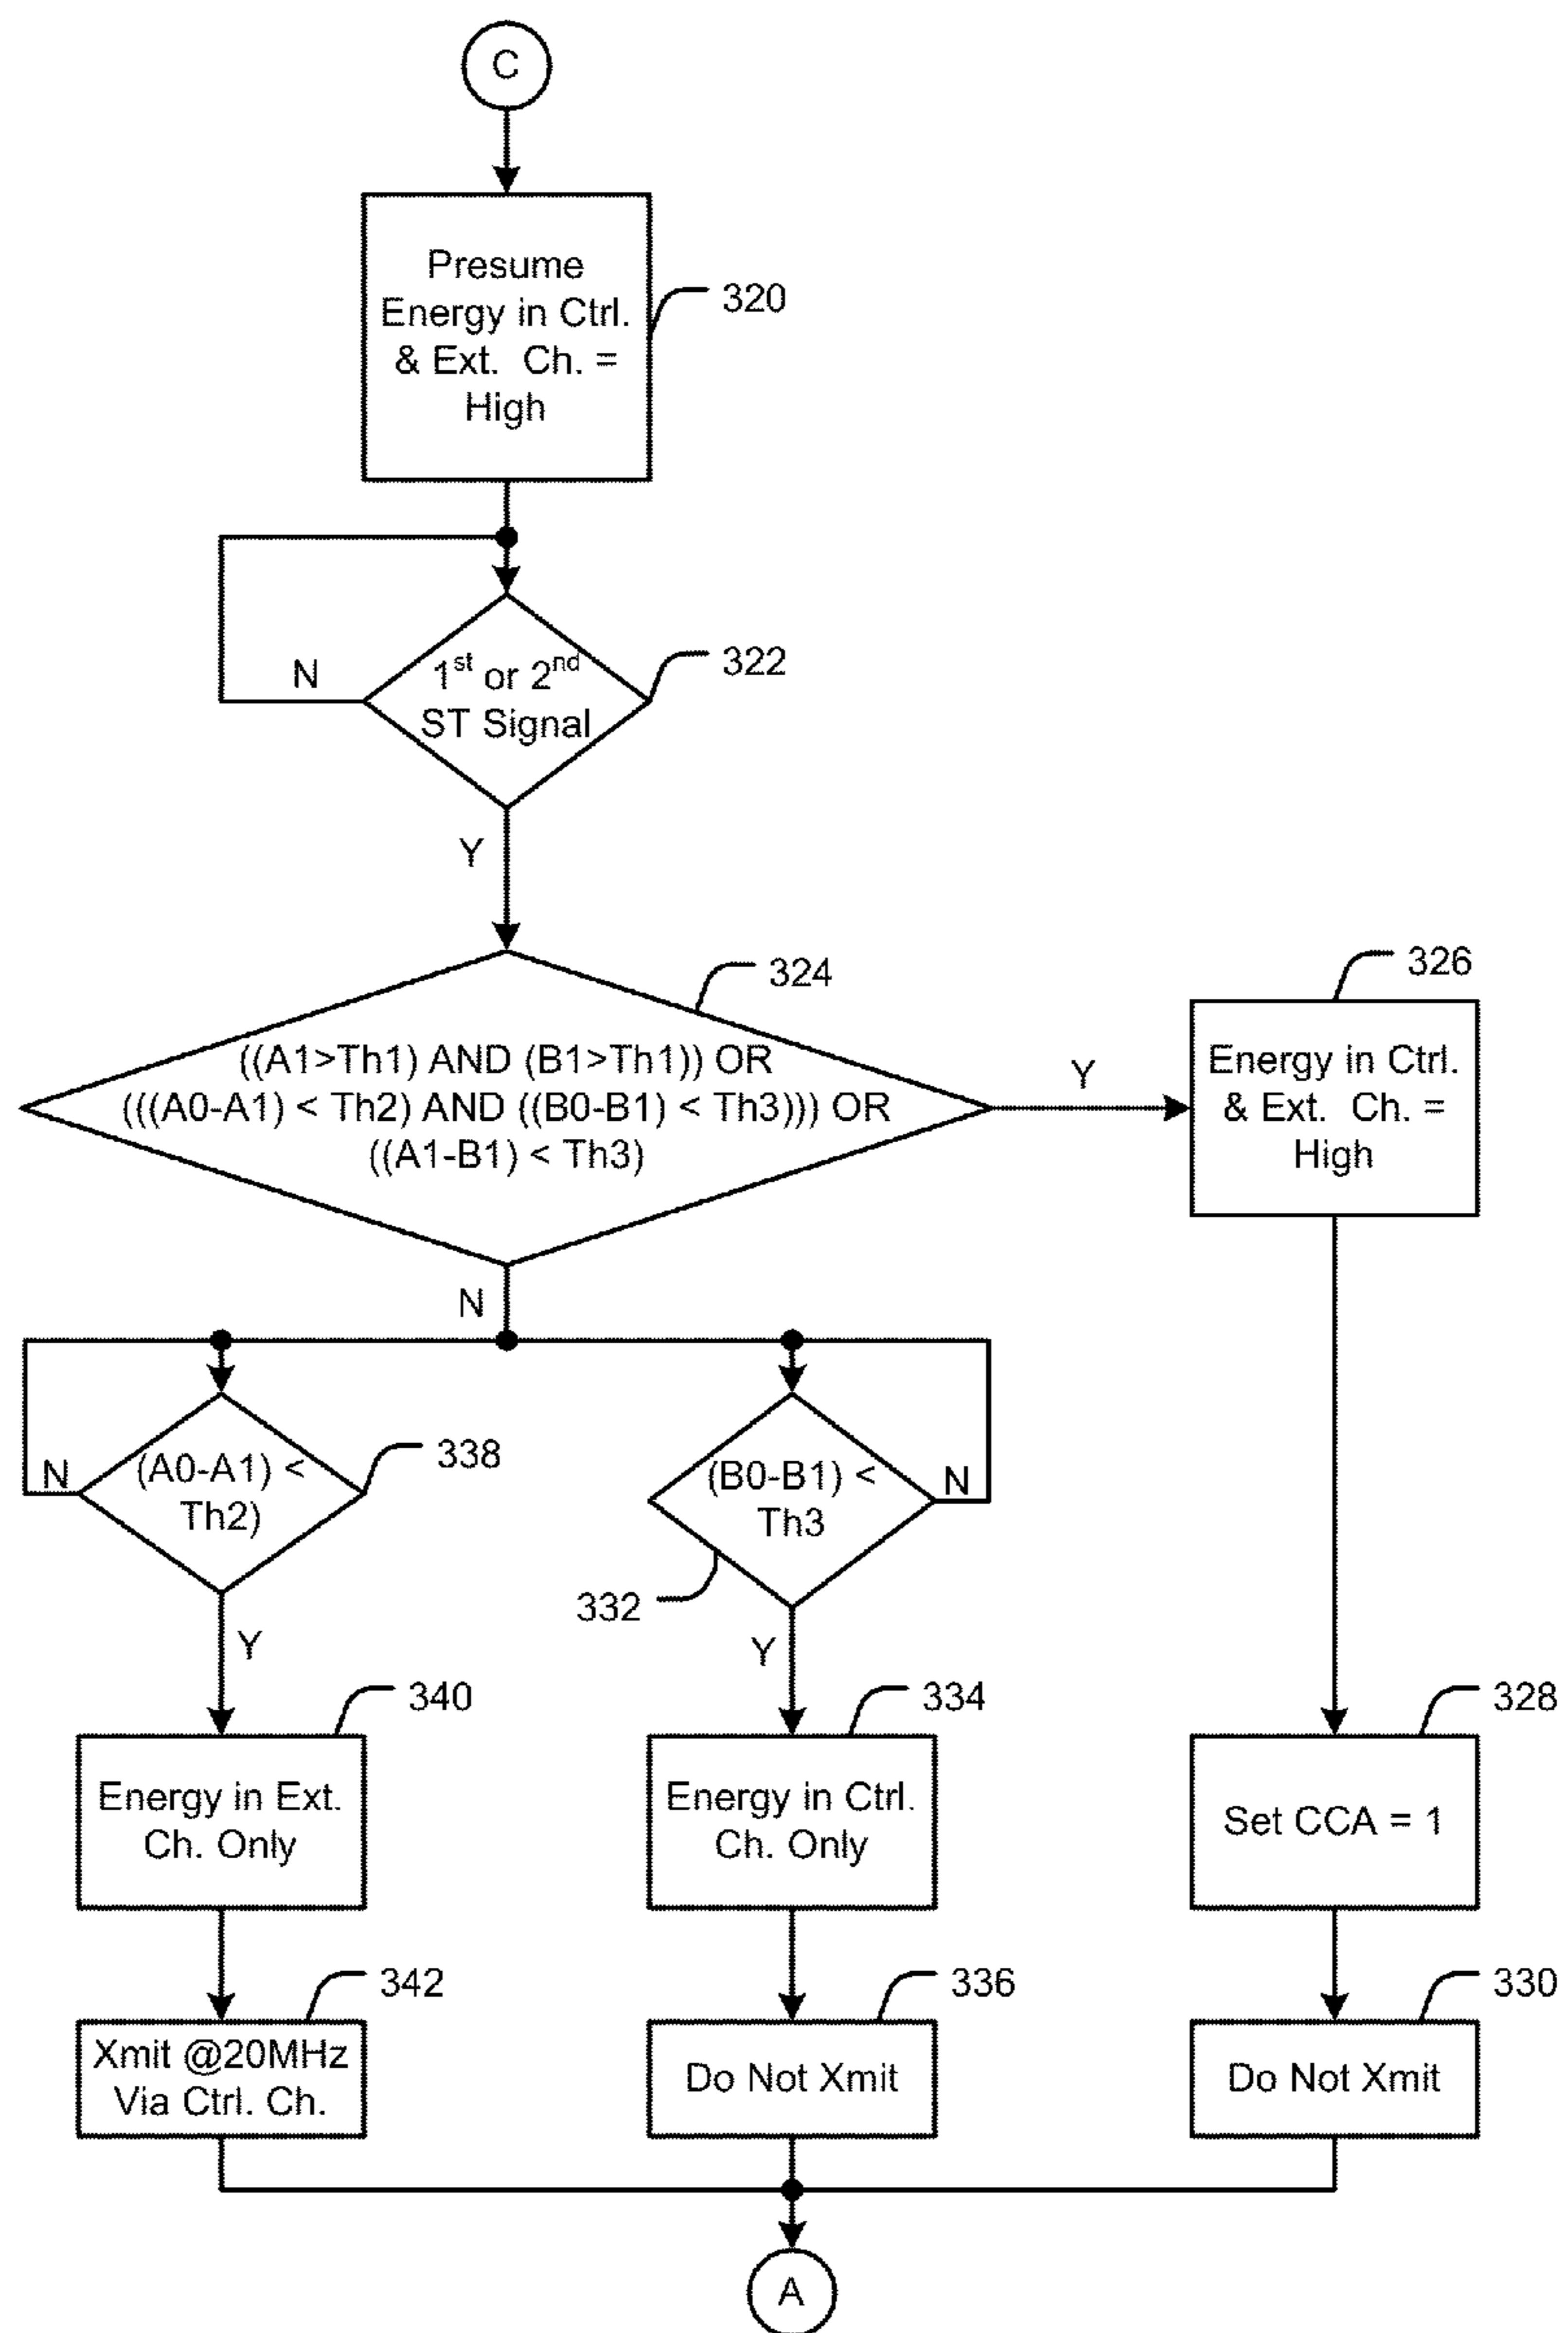 C
Presume
Energy in Ctrl.
& Ext. Ch. =
High
320
1st or 2nd
ST Signal
322
N
Y
324
((A1>Th1) AND (B1>Th1)) OR
(((A0-A1) < Th2) AND ((B0-B1) < Th3))) OR
((A1-B1) < Th3)
Y
326
Energy in Ctrl.
& Ext. Ch. =
High
N
(A0-A1) <
Th2)
N
338
(B0-B1) <
Th3
N
332
Y
Y
340
334
328
Energy in Ext.
Ch. Only
Energy in Ctrl.
Ch. Only
Set CCA = 1
342
336
330
Xmit @20MHz
Via Ctrl. Ch.
Do Not Xmit
Do Not Xmit
A